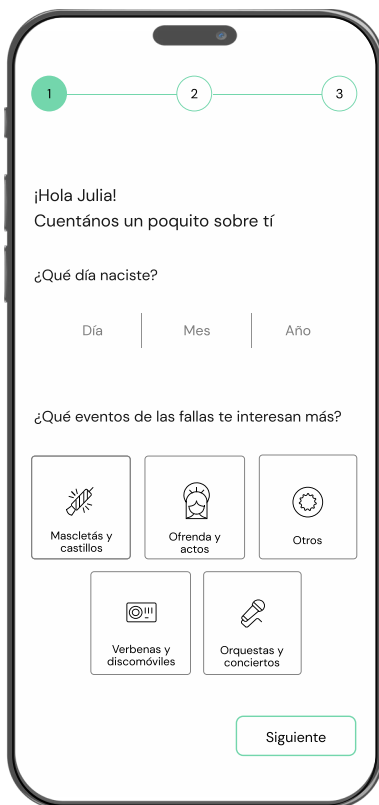 1 2 3
¡Hola Julia!
Cuentános un poquito sobre tí
¿Qué día naciste?
Día Mes Año
¿Qué eventos de las fallas te interesan más?
Mascletás y
castillos
Ofrenda y
actos
Otros
Verbenas y
discomóviles
Orquestas y
conciertos
Siguiente